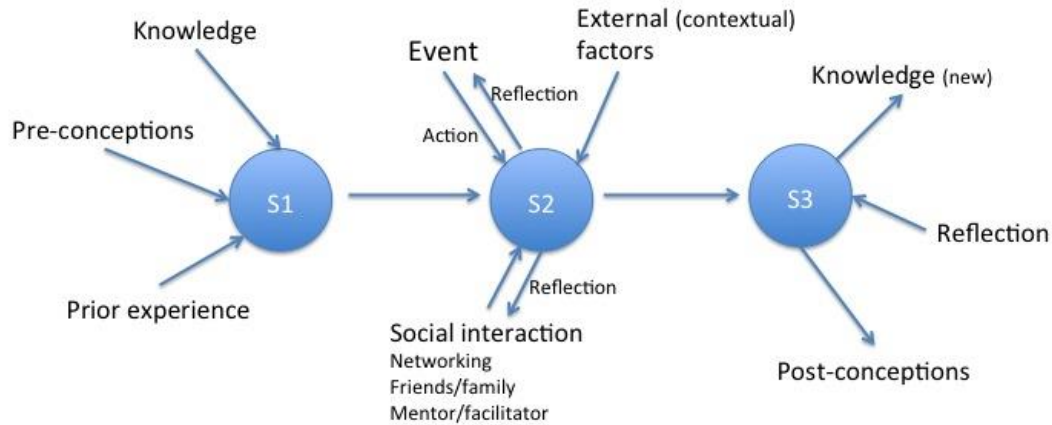 Knowledge
Pre-conceptions
Prior experience
S1
Event
External (contextual)
factors
Reflection
Action
S2
Reflection
Social interaction
Networking
Friends/family
Mentor/facilitator
Knowledge (new)
S3
Reflection
Post-conceptions